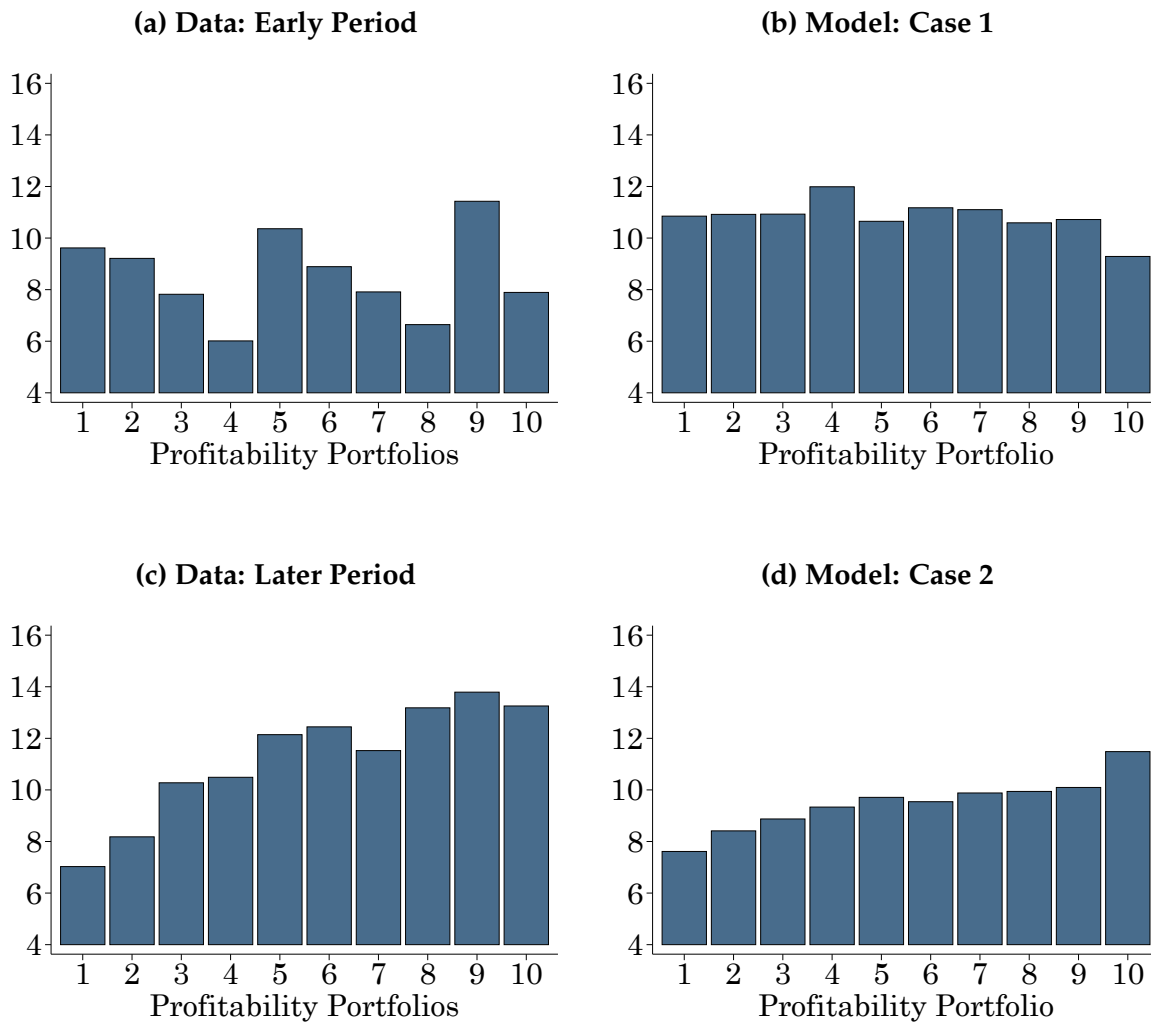 (a) Data: Early Period
16
14
12
10
8
6
4
1 2 3 4 5 6 7 8 9 10
Profitability Portfolios
(b) Model: Case 1
16
14
12
10
8
6
4
1 2 3 4 5 6 7 8 9 10
Profitability Portfolio
(c) Data: Later Period
16
14
12
10
8
6
4
1 2 3 4 5 6 7 8 9 10
Profitability Portfolios
(d) Model: Case 2
16
14
12
10
8
6
4
1 2 3 4 5 6 7 8 9 10
Profitability Portfolio